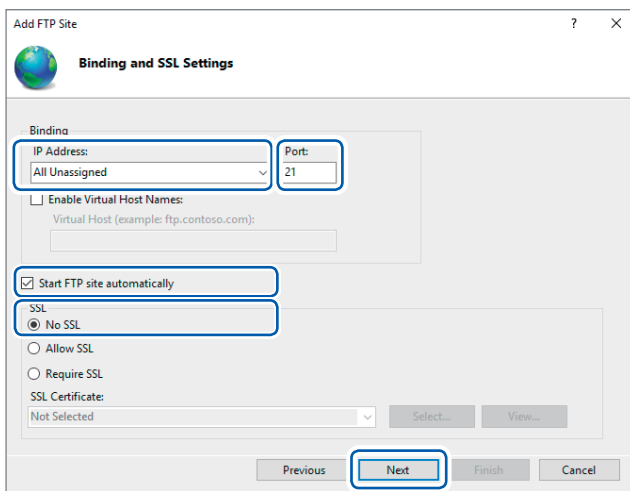 Add FTP Site ? ×
Binding and SSL Settings
Binding
IP Address: Port:
All Unassigned 21
Enable Virtual Host Names:
Virtual Host (example: ftp.contoso.com):
Start FTP site automatically
SSL
No SSL
Allow SSL
Require SSL
SSL Certificate:
Not Selected Select... View...
Previous Next Finish Cancel